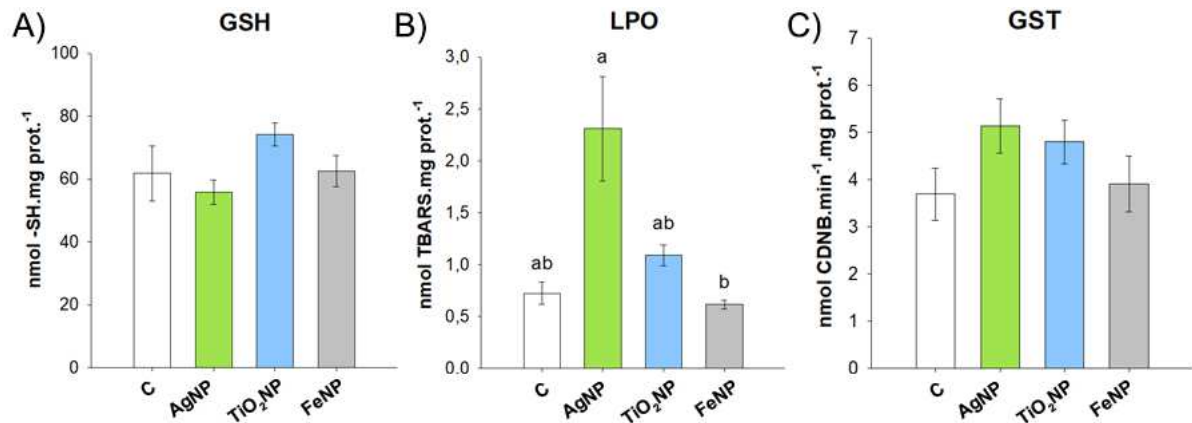 A)
GSH
nmol -SH.mg prot.⁻¹
100
80
60
40
20
0
C
AgNP
TiO₂NP
FeNP
B)
LPO
nmol TBARS.mg prot.⁻¹
3,0
2,5
2,0
1,5
1,0
0,5
0,0
ab
a
ab
b
C
AgNP
TiO₂NP
FeNP
C)
GST
nmol CDNB.min⁻¹.mg prot.⁻¹
7
6
5
4
3
2
1
0
C
AgNP
TiO₂NP
FeNP